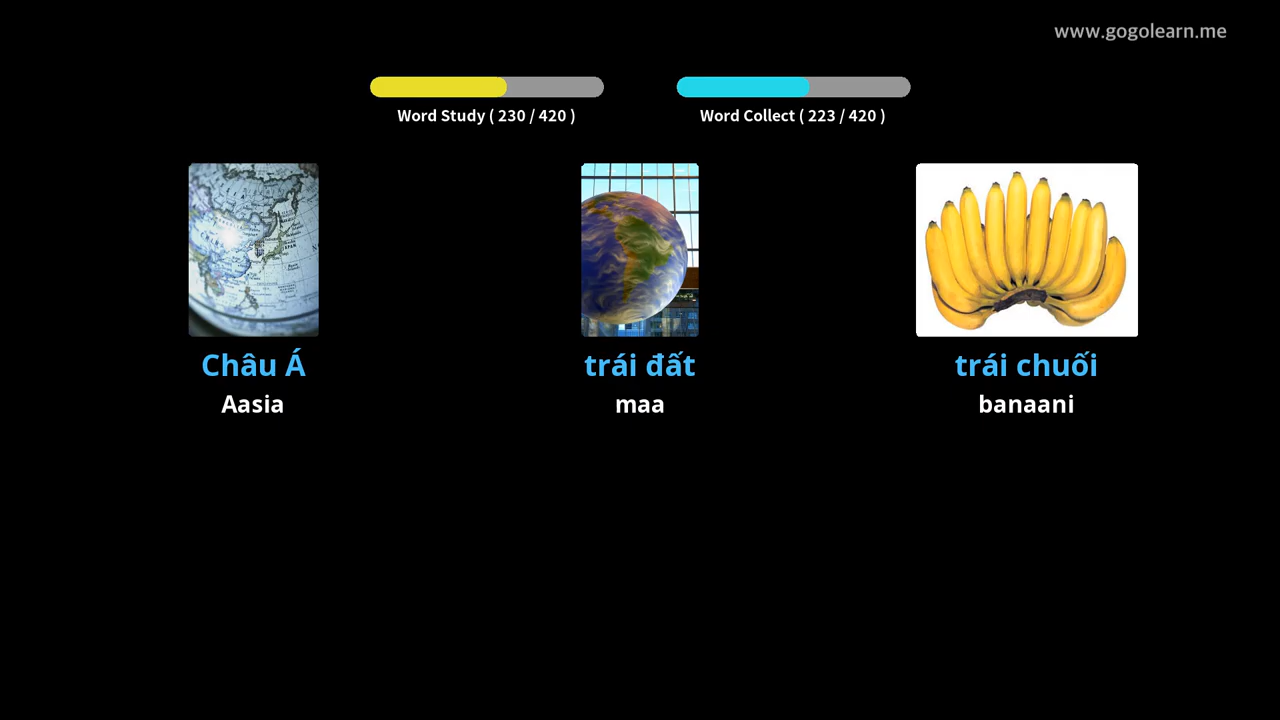 www.gogolearn.me
Word Study ( 230 / 420 )
Word Collect ( 223 / 420 )
Châu Á
trái đất
trái chuối
Aasia
maa
banaani